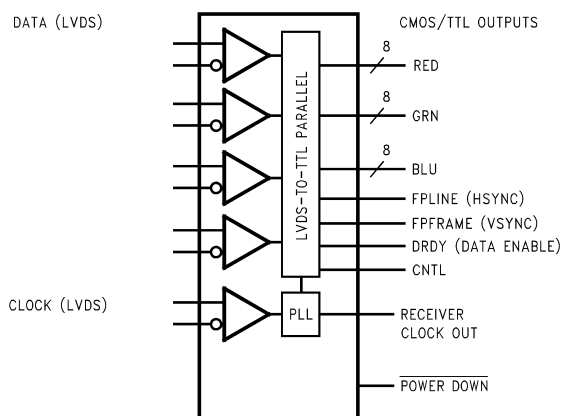 DATA (LVDS)
CMOS/TTL OUTPUTS
LVDS-TO-TTL PARALLEL
8
RED
8
GRN
8
BLU
FPLINE (HSYNC)
FPFRAME (VSYNC)
DRDY (DATA ENABLE)
CNTL
CLOCK (LVDS)
PLL
RECEIVER
CLOCK OUT
POWER DOWN